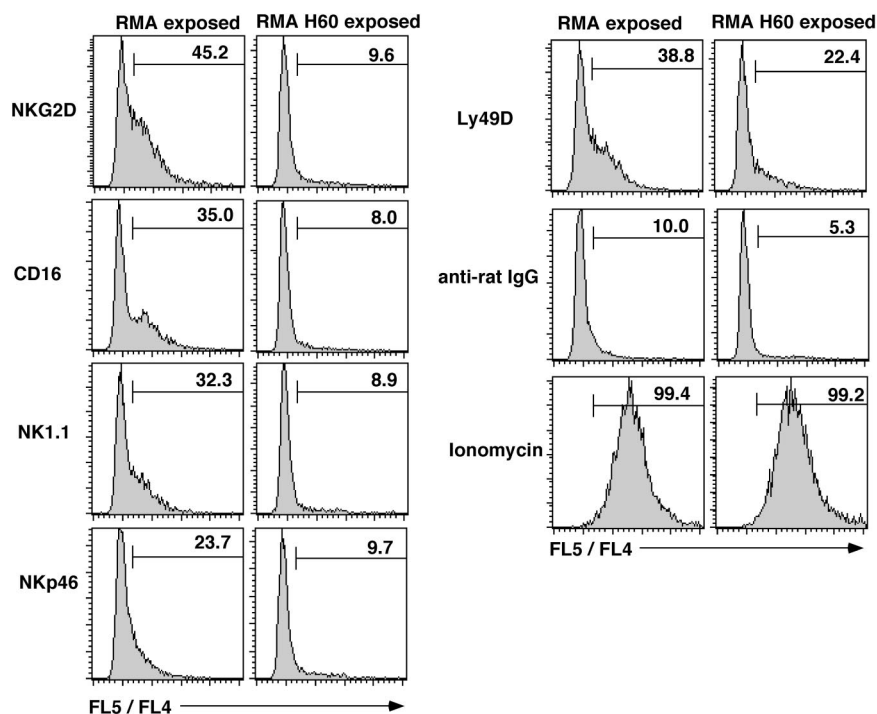 RMA exposed RMA H60 exposed
NKG2D 45.2 9.6
CD16 35.0 8.0
NK1.1 32.3 8.9
NKp46 23.7 9.7
FL5 / FL4
RMA exposed RMA H60 exposed
Ly49D 38.8 22.4
anti-rat IgG 10.0 5.3
Ionomycin 99.4 99.2
FL5 / FL4